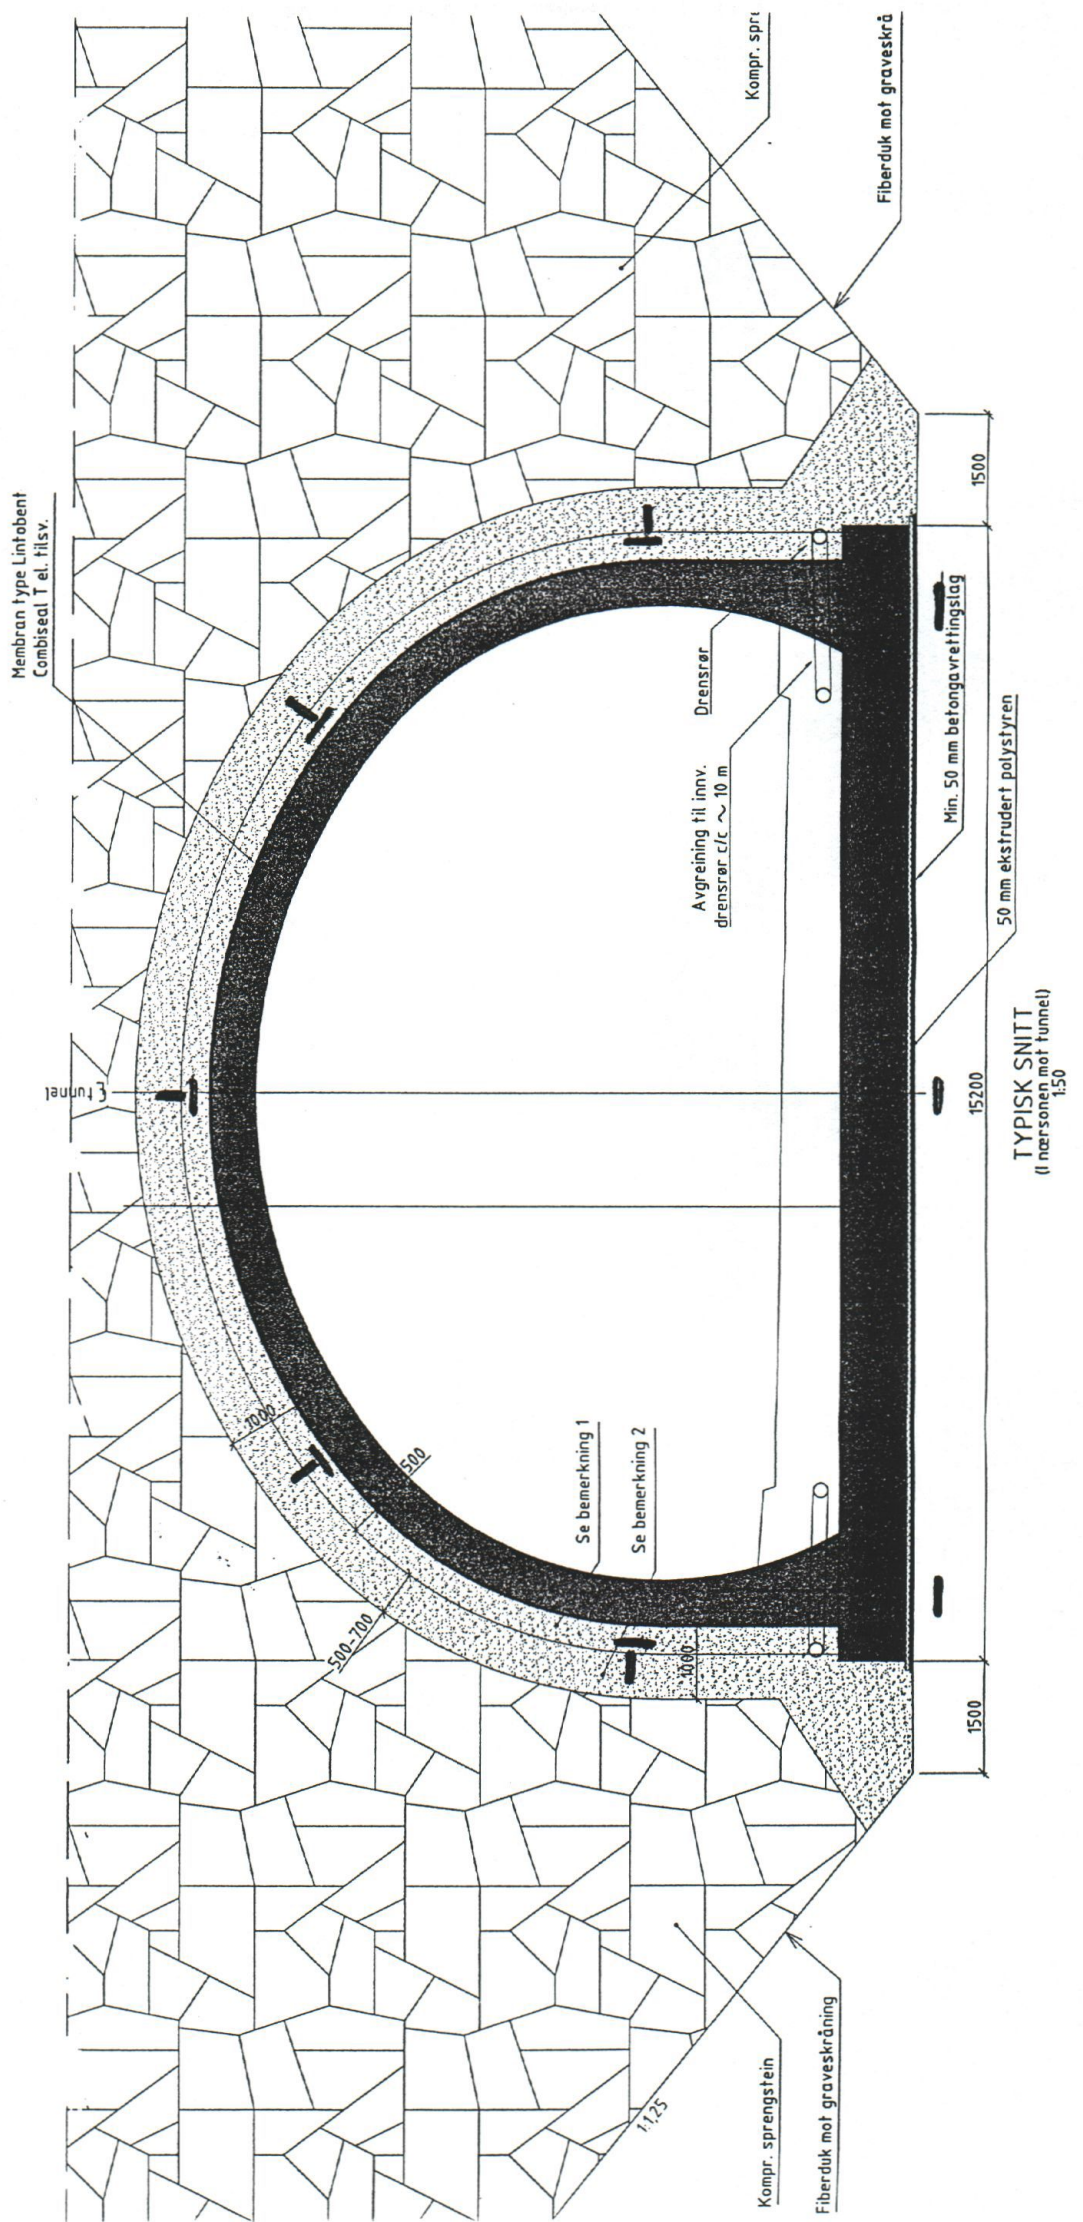 Membran type Lintobent
Combiseal T el. tilsv.
℄ tunnel
1000
500
500-700
1000
Se bemerkning 1
Se bemerkning 2
Avgreining til innv.
drensrør c/c ~ 10 m
Drensrør
Kompr. spre
Fiberduk mot graveskrå
Kompr. sprengstein
Fiberduk mot graveskråning
1:1,25
Min. 50 mm betongavrettingslag
50 mm ekstrudert polystyren
1500
15200
1500
TYPISK SNITT
(I nærsonen mot tunnel)
1:50